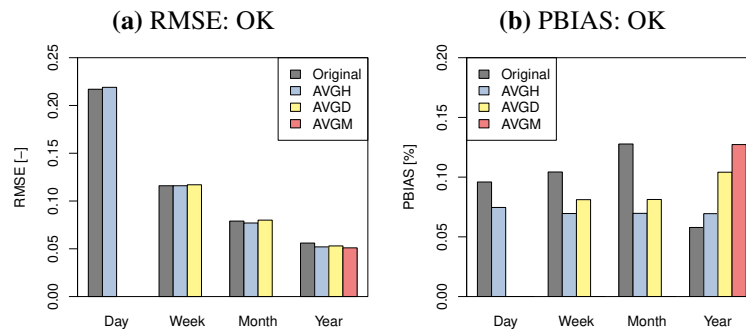 (a) RMSE: OK
RMSE [-]
0.00
0.05
0.10
0.15
0.20
0.25
Original
AVGH
AVGD
AVGM
Day Week Month Year
(b) PBIAS: OK
PBIAS [%]
0.00
0.05
0.10
0.15
0.20
Original
AVGH
AVGD
AVGM
Day Week Month Year